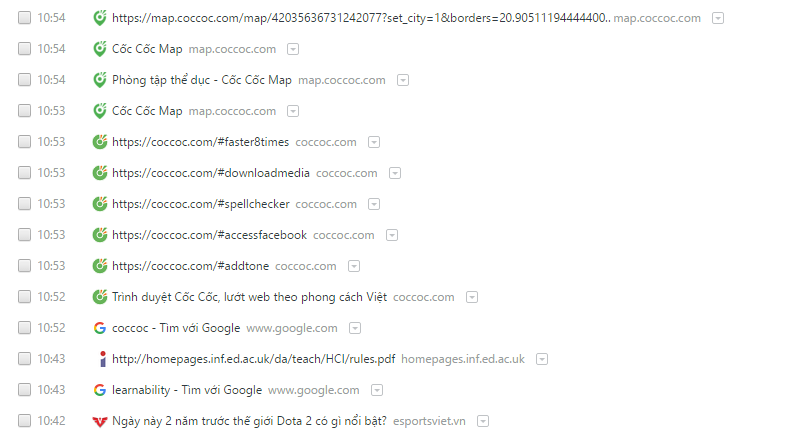 10:54 https://map.coccoc.com/map/42035636731242077?set_city=1&borders=20.90511194444400.. map.coccoc.com
10:54 Cốc Cốc Map map.coccoc.com
10:54 Phòng tập thể dục - Cốc Cốc Map map.coccoc.com
10:53 Cốc Cốc Map map.coccoc.com
10:53 https://coccoc.com/#faster8times coccoc.com
10:53 https://coccoc.com/#downloadmedia coccoc.com
10:53 https://coccoc.com/#spellchecker coccoc.com
10:53 https://coccoc.com/#accessfacebook coccoc.com
10:53 https://coccoc.com/#addtone coccoc.com
10:52 Trình duyệt Cốc Cốc, lướt web theo phong cách Việt coccoc.com
10:52 coccoc - Tìm với Google www.google.com
10:43 http://homepages.inf.ed.ac.uk/da/teach/HCI/rules.pdf homepages.inf.ed.ac.uk
10:43 learnability - Tìm với Google www.google.com
10:42 Ngày này 2 năm trước thế giới Dota 2 có gì nổi bật? esportsviet.vn